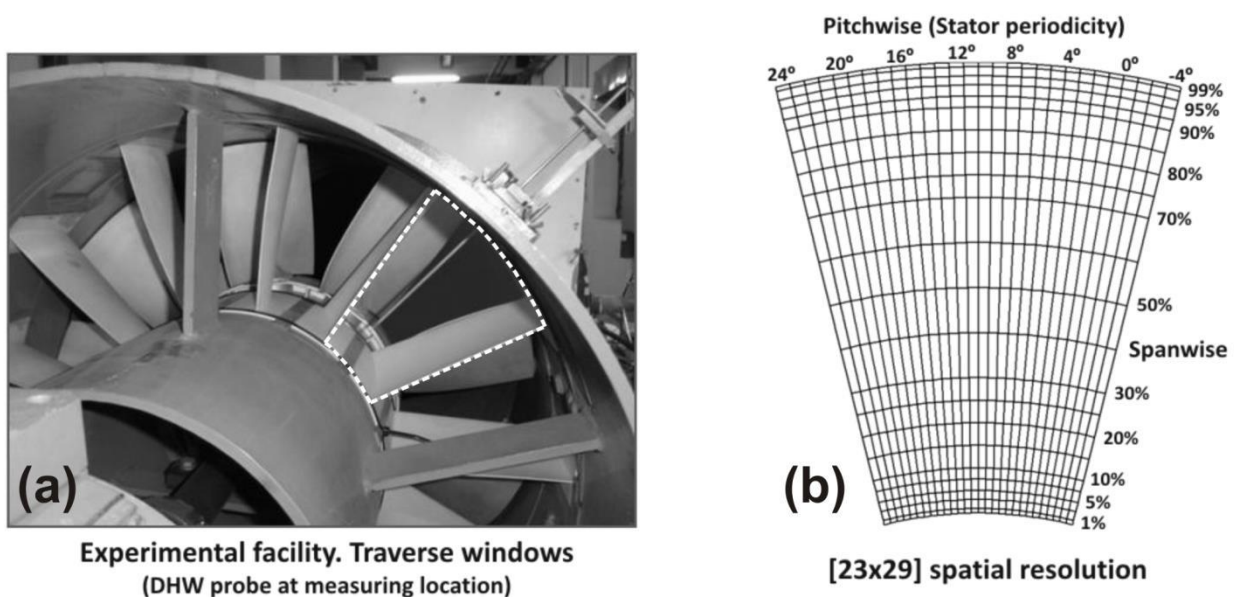 (a)
Experimental facility. Traverse windows
(DHW probe at measuring location)
Pitchwise (Stator periodicity)
24º 20º 16º 12º 8º 4º 0º -4º
99%
95%
90%
80%
70%
50%
Spanwise
30%
20%
10%
5%
1%
(b)
[23x29] spatial resolution